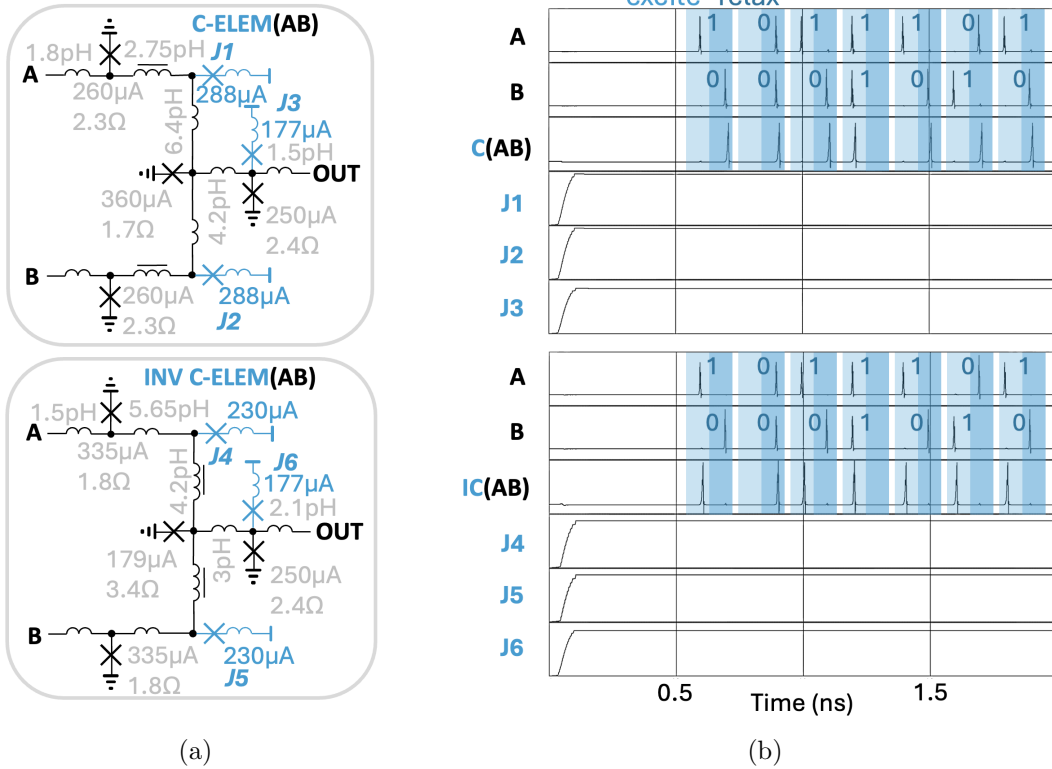 C-ELEM(AB)
1.8pH
2.75pH
J1
A
260µA
2.3Ω
288µA
J3
6.4pH
177µA
1.5pH
OUT
360µA
1.7Ω
4.2pH
250µA
2.4Ω
B
260µA
2.3Ω
288µA
J2
INV C-ELEM(AB)
1.5pH
5.65pH
230µA
A
335µA
1.8Ω
J4
J6
4.2pH
177µA
2.1pH
OUT
179µA
3.4Ω
3pH
250µA
2.4Ω
B
335µA
1.8Ω
230µA
J5
(a)
excite relax
A
1 0 1 1 1 0 1
B
0 0 0 1 0 1 0
C(AB)
J1
J2
J3
A
1 0 1 1 1 0 1
B
0 0 0 1 0 1 0
IC(AB)
J4
J5
J6
0.5
1.5
Time (ns)
(b)